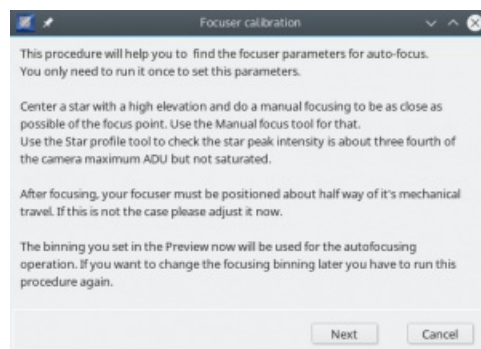 Focuser calibration
This procedure will help you to find the focuser parameters for auto-focus.
You only need to run it once to set this parameters.
Center a star with a high elevation and do a manual focusing to be as close as
possible of the focus point. Use the Manual focus tool for that.
Use the Star profile tool to check the star peak intensity is about three fourth of
the camera maximum ADU but not saturated.
After focusing, your focuser must be positioned about half way of it's mechanical
travel. If this is not the case please adjust it now.
The binning you set in the Preview now will be used for the autofocusing
operation. If you want to change the focusing binning later you have to run this
procedure again.
Next Cancel